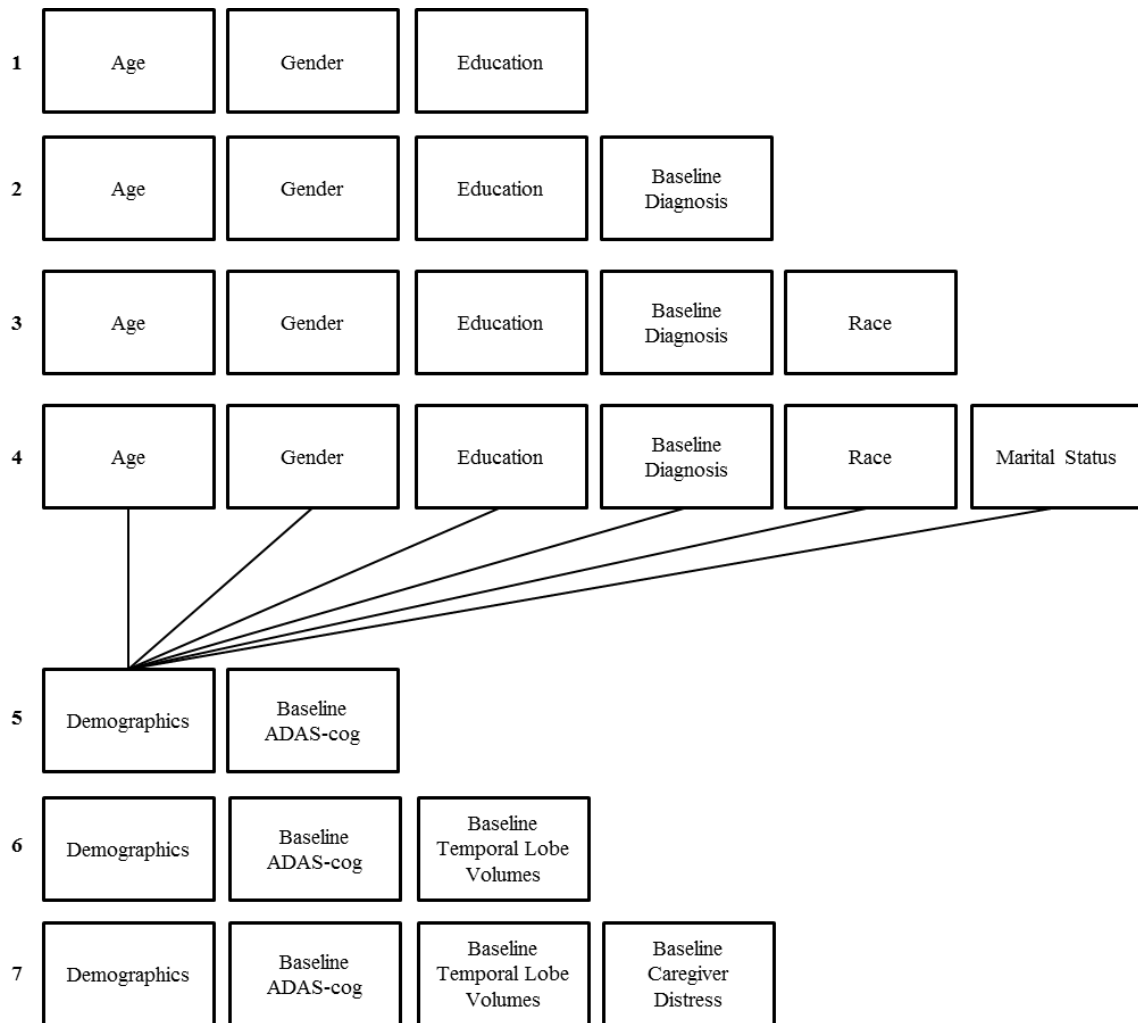 1 Age Gender Education
2 Age Gender Education Baseline
Diagnosis
3 Age Gender Education Baseline
Diagnosis Race
4 Age Gender Education Baseline
Diagnosis Race Marital Status
5 Demographics Baseline
ADAS-cog
6 Demographics Baseline
ADAS-cog Baseline
Temporal Lobe
Volumes
7 Demographics Baseline
ADAS-cog Baseline
Temporal Lobe
Volumes Baseline
Caregiver
Distress